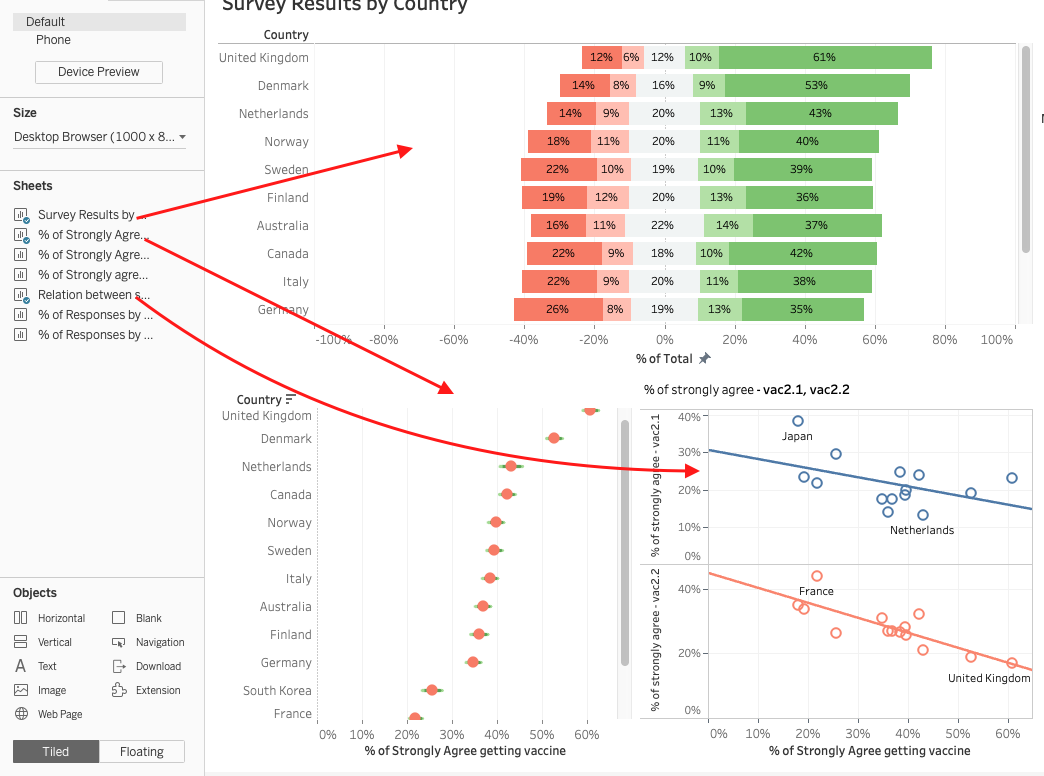 Default
Phone
Device Preview
Size
Desktop Browser (1000 x 8...
Sheets
Survey Results by ...
% of Strongly Agre...
% of Strongly Agre...
% of Strongly agre...
Relation between s...
% of Responses by ...
% of Responses by ...
Objects
Horizontal Blank
Vertical Navigation
Text Download
Image Extension
Web Page
Tiled Floating
Survey Results by Country
Country
United Kingdom 12% 6% 12% 10% 61%
Denmark 14% 8% 16% 9% 53%
Netherlands 14% 9% 20% 13% 43%
Norway 18% 11% 20% 11% 40%
Sweden 22% 10% 19% 10% 39%
Finland 19% 12% 20% 13% 36%
Australia 16% 11% 22% 14% 37%
Canada 22% 9% 18% 10% 42%
Italy 22% 9% 20% 11% 38%
Germany 26% 8% 19% 13% 35%
-100% -80% -60% -40% -20% 0% 20% 40% 60% 80% 100%
% of Total
Country
United Kingdom
Denmark
Netherlands
Canada
Norway
Sweden
Italy
Australia
Finland
Germany
South Korea
France
0% 10% 20% 30% 40% 50% 60%
% of Strongly Agree getting vaccine
% of strongly agree - vac2.1, vac2.2
% of strongly agree - vac2.1
40%
30%
20%
10%
0%
Japan
Netherlands
% of strongly agree - vac2.2
40%
20%
0%
France
United Kingdom
0% 10% 20% 30% 40% 50% 60%
% of Strongly Agree getting vaccine